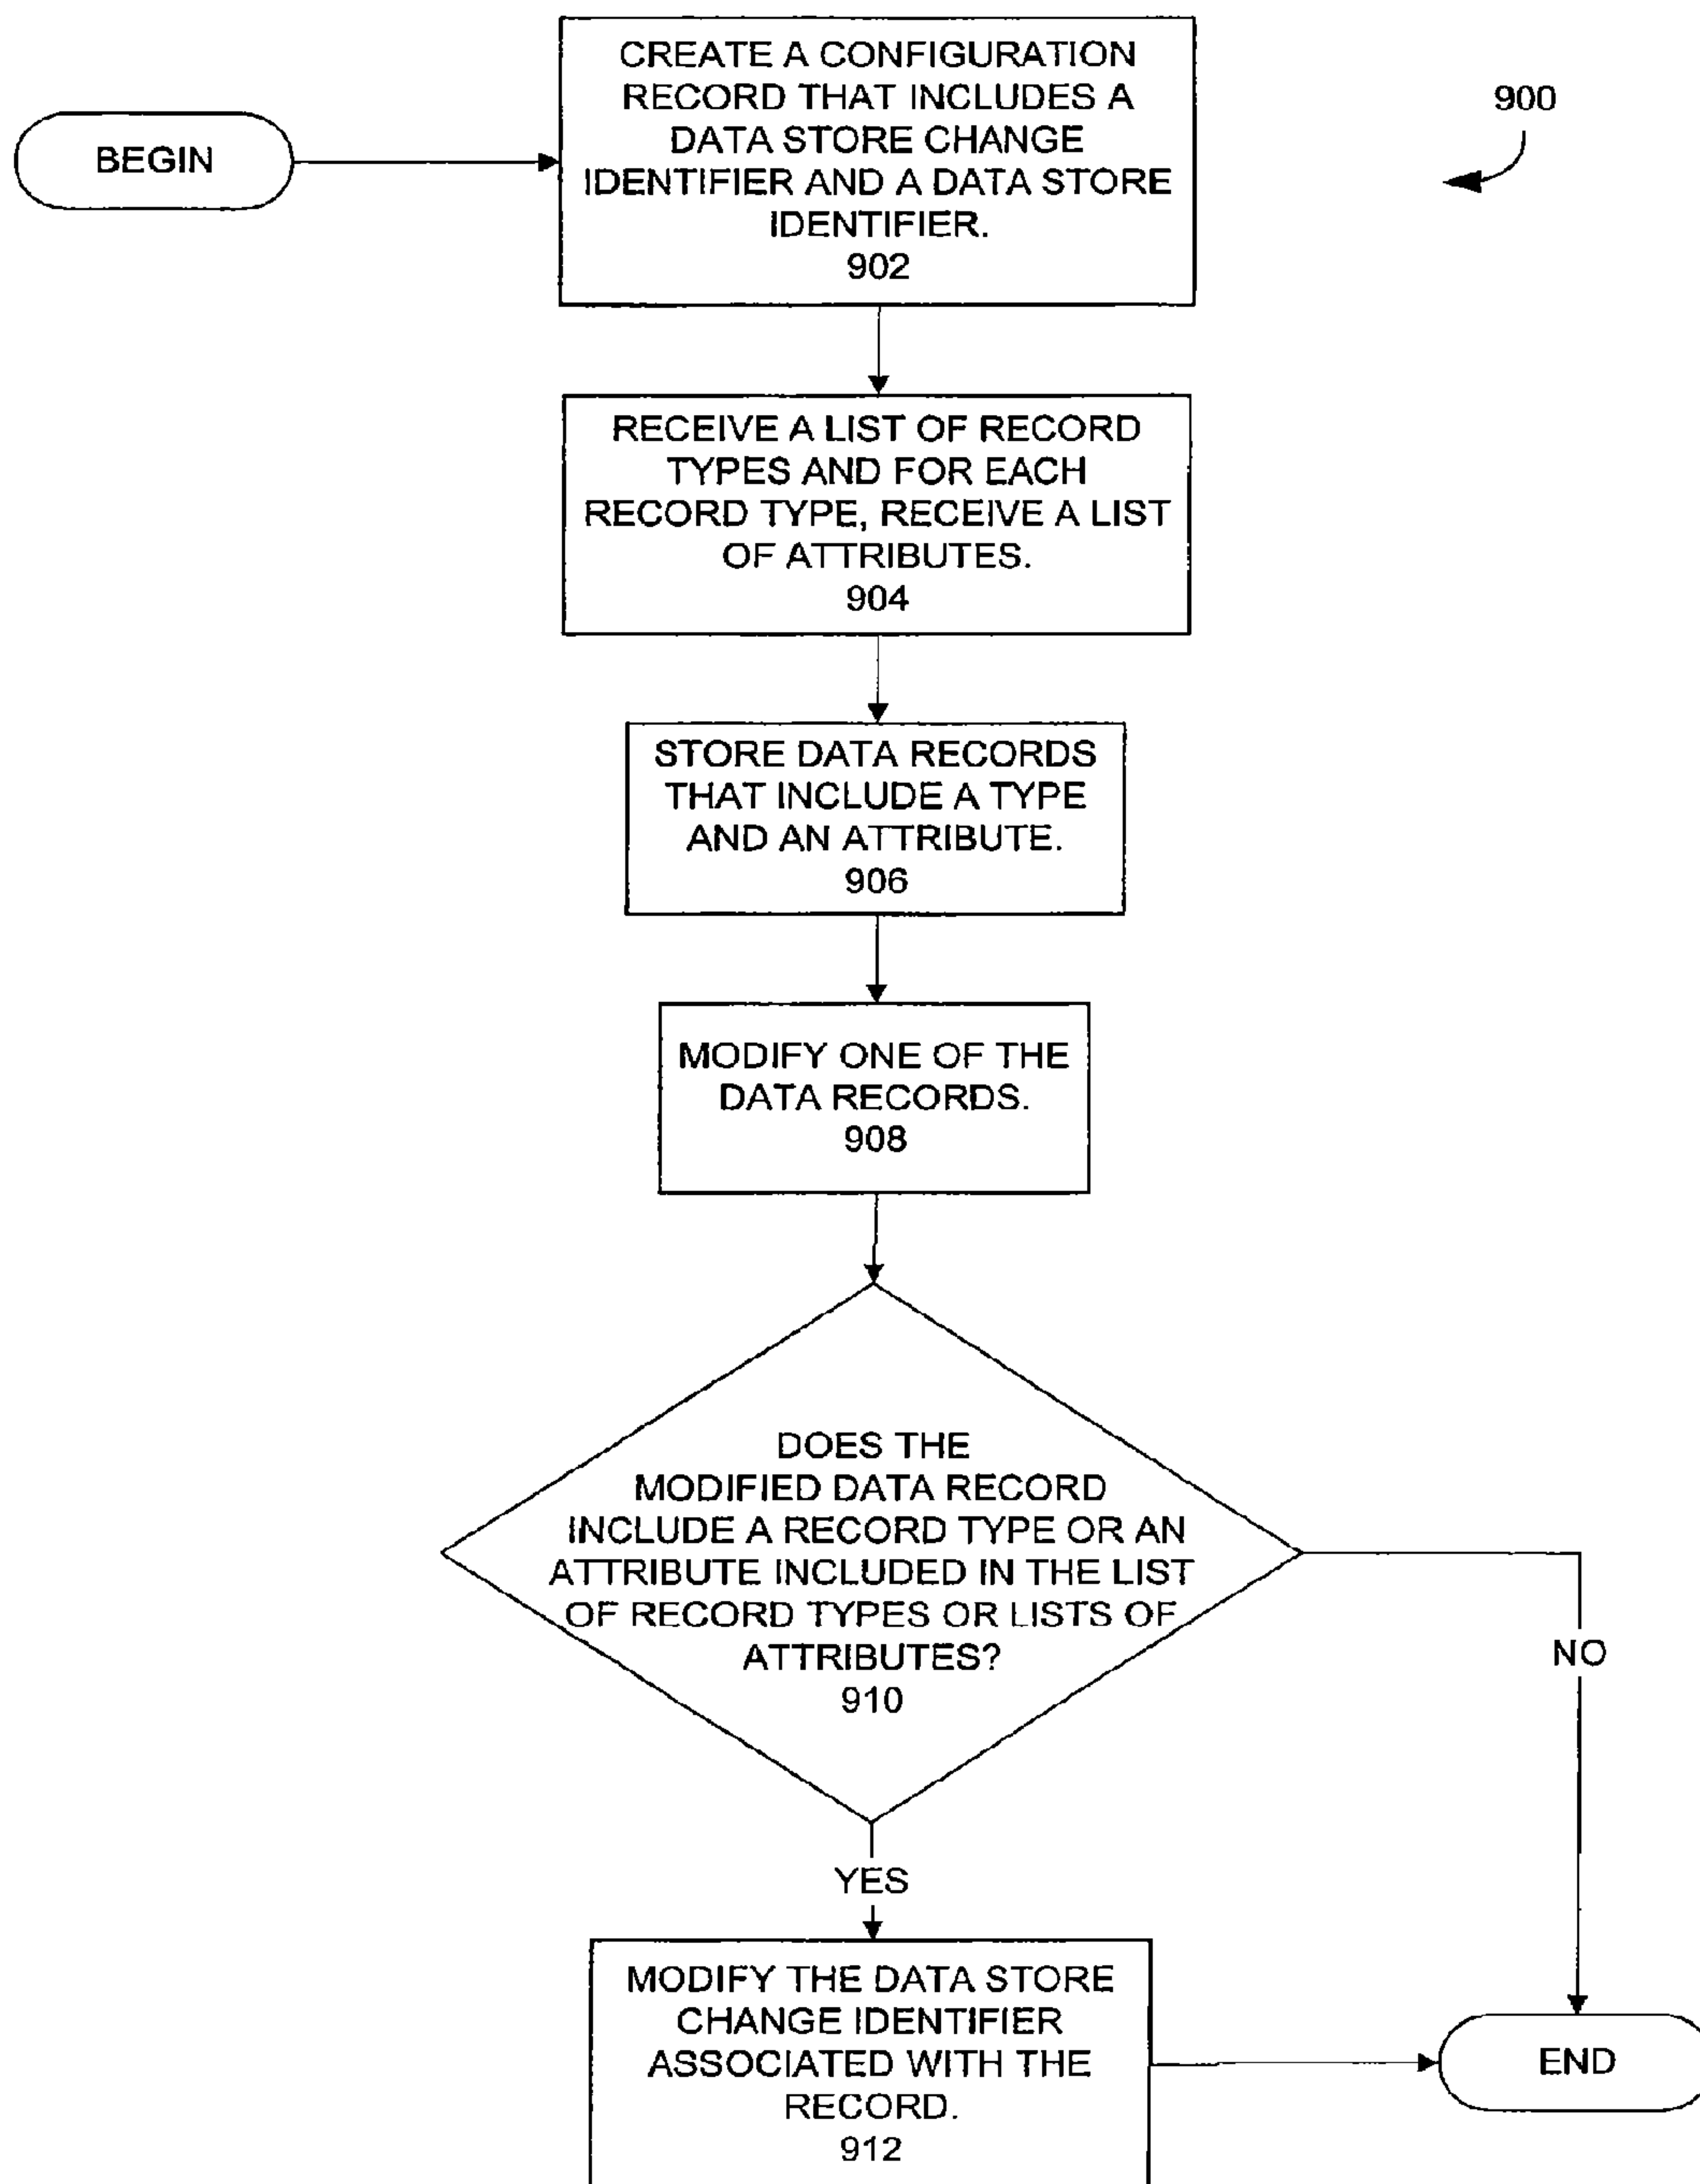 CREATE A CONFIGURATION
RECORD THAT INCLUDES A
DATA STORE CHANGE
IDENTIFIER AND A DATA STORE
IDENTIFIER.
902
900
BEGIN
RECEIVE A LIST OF RECORD
TYPES AND FOR EACH
RECORD TYPE, RECEIVE A LIST
OF ATTRIBUTES.
904
STORE DATA RECORDS
THAT INCLUDE A TYPE
AND AN ATTRIBUTE.
906
MODIFY ONE OF THE
DATA RECORDS.
908
DOES THE
MODIFIED DATA RECORD
INCLUDE A RECORD TYPE OR AN
ATTRIBUTE INCLUDED IN THE LIST
OF RECORD TYPES OR LISTS OF
ATTRIBUTES?
910
NO
YES
MODIFY THE DATA STORE
CHANGE IDENTIFIER
ASSOCIATED WITH THE
RECORD.
912
END